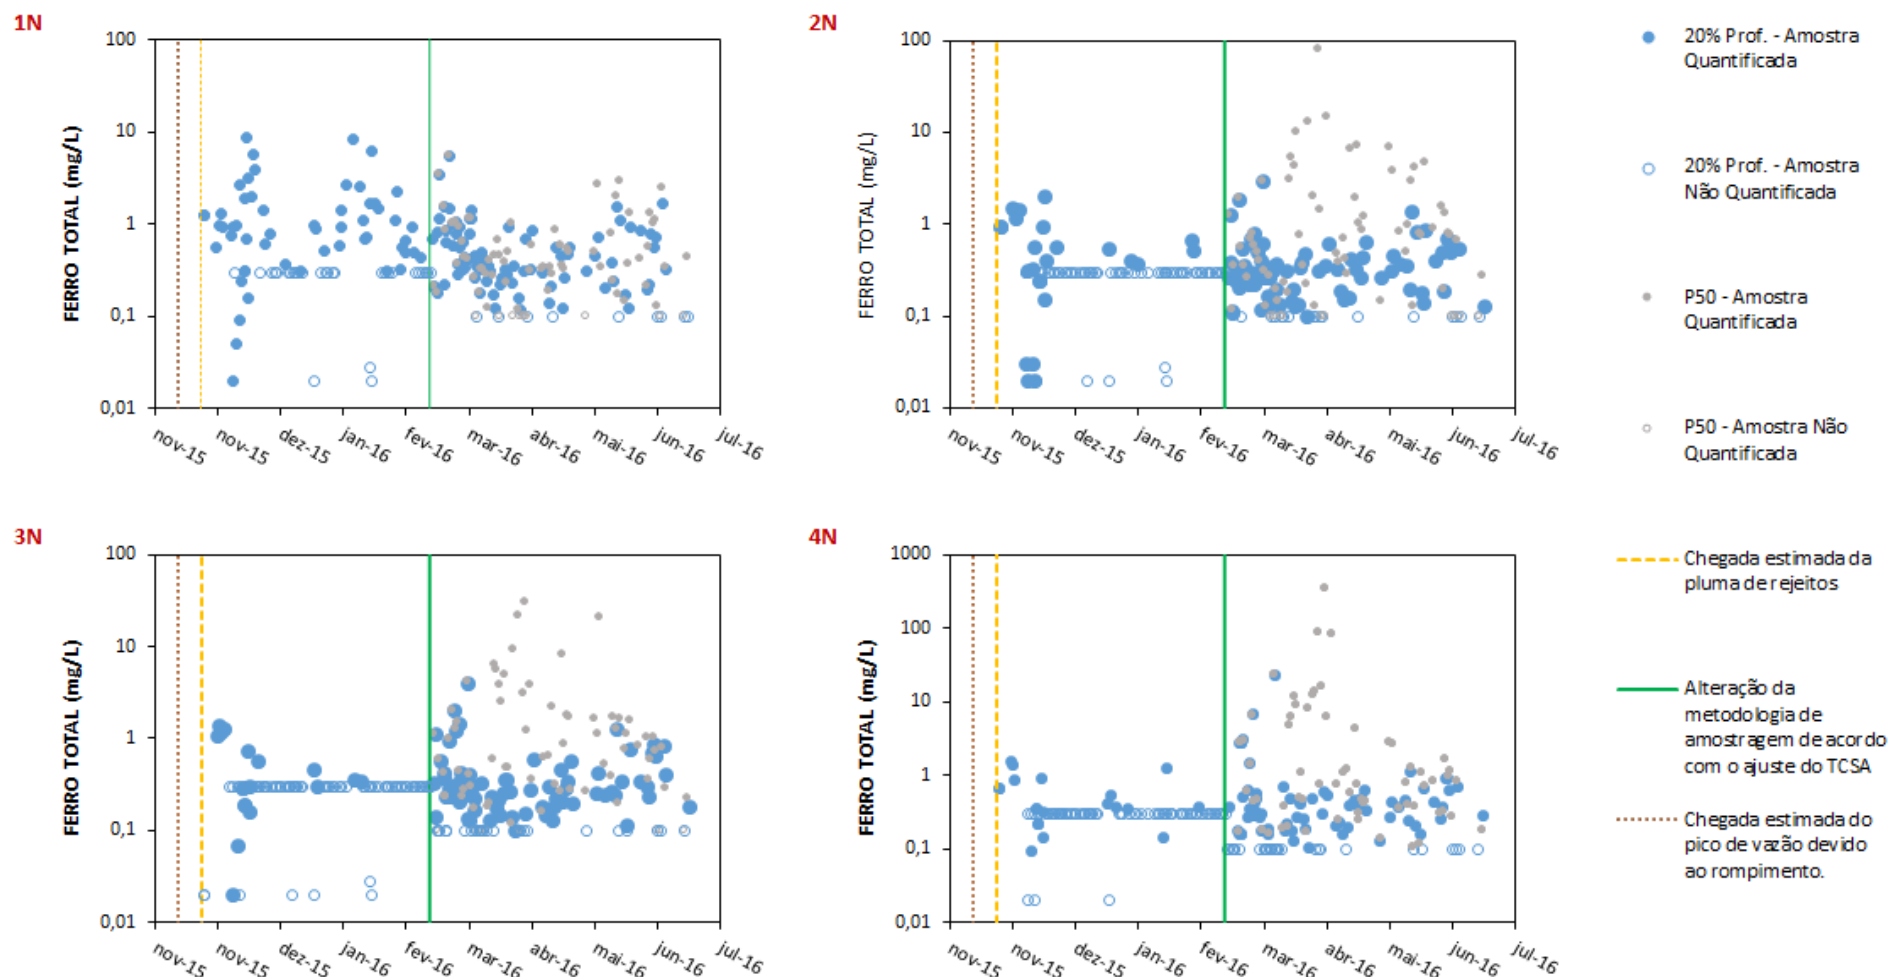 1N
FERRO TOTAL (mg/L)
100
10
1
0,1
0,01
nov-15
nov-15
dez-15
jan-16
fev-16
mar-16
abr-16
mai-16
jun-16
jul-16
2N
FERRO TOTAL (mg/L)
100
10
1
0,1
0,01
nov-15
nov-15
dez-15
jan-16
fev-16
mar-16
abr-16
mai-16
jun-16
jul-16
20% Prof. - Amostra
Quantificada
20% Prof. - Amostra
Não Quantificada
P50 - Amostra
Quantificada
P50 - Amostra Não
Quantificada
3N
FERRO TOTAL (mg/L)
100
10
1
0,1
0,01
nov-15
nov-15
dez-15
jan-16
fev-16
mar-16
abr-16
mai-16
jun-16
jul-16
4N
FERRO TOTAL (mg/L)
1000
100
10
1
0,1
0,01
nov-15
nov-15
dez-15
jan-16
fev-16
mar-16
abr-16
mai-16
jun-16
jul-16
Chegada estimada da
pluma de rejeitos
Alteração da
metodologia de
amostragem de acordo
com o ajuste do TCSA
Chegada estimada do
pico de vazão devido
ao rompimento.